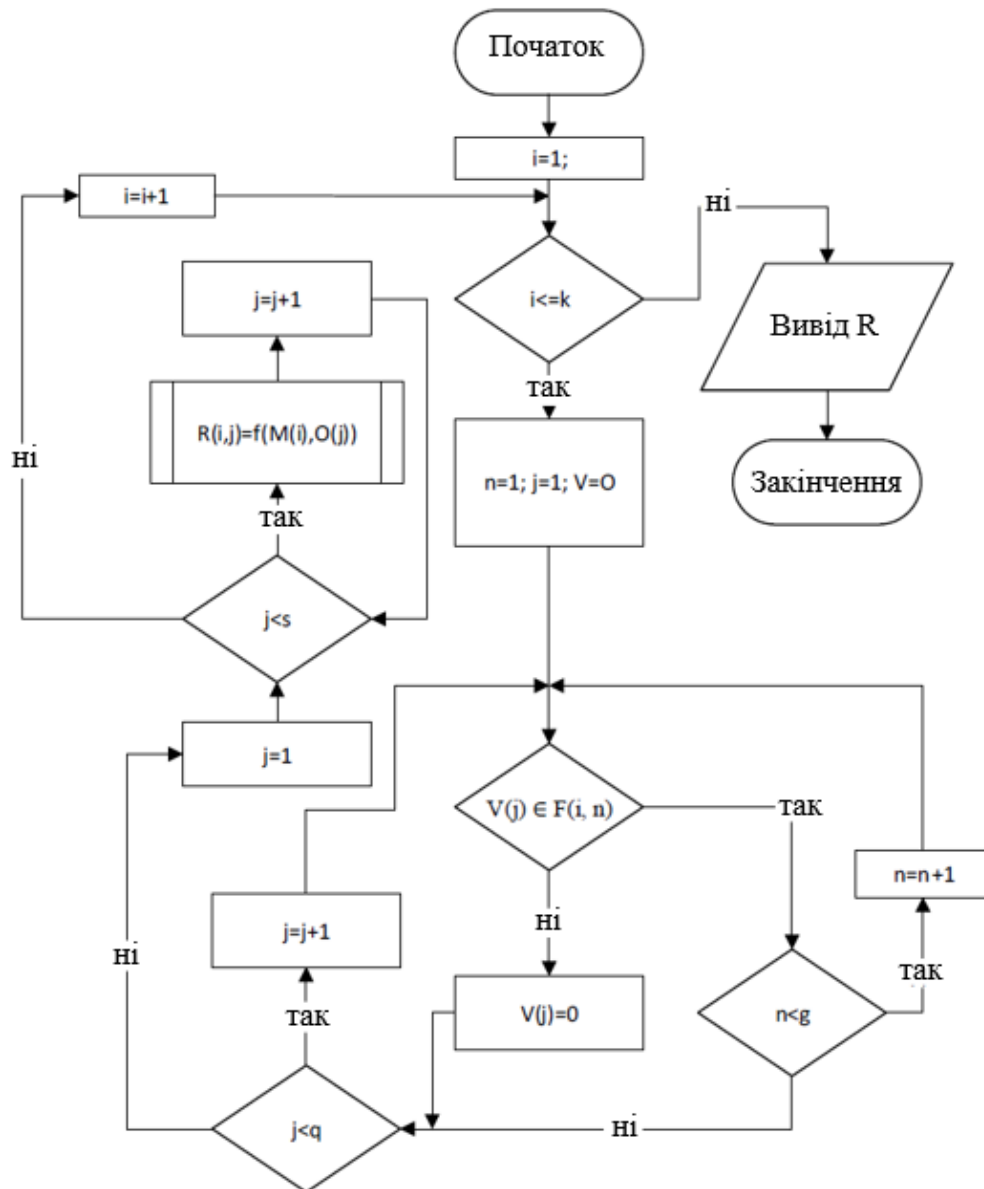 Початок
i=1;
i=i+1
ні
j=j+1
i<=k
Вивід R
так
R(i,j)=f(M(i),O(j))
ні
n=1; j=1; V=O
Закінчення
так
j<s
j=1
V(j) ∈ F(i, n)
так
n=n+1
j=j+1
ні
ні
так
так
V(j)=0
n<g
j<q
ні